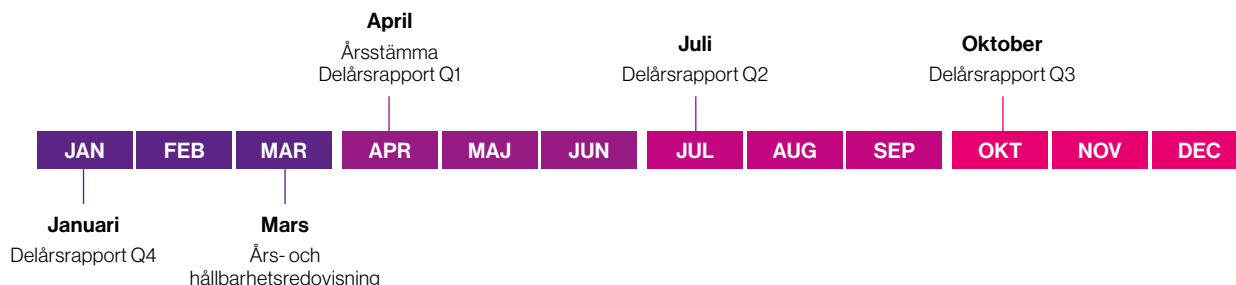 April
Årsstämma
Delårsrapport Q1
Juli
Delårsrapport Q2
Oktober
Delårsrapport Q3
JAN FEB MAR APR MAJ JUN JUL AUG SEP OKT NOV DEC
Januari
Delårsrapport Q4
Mars
Års- och
hållbarhetsredovisning